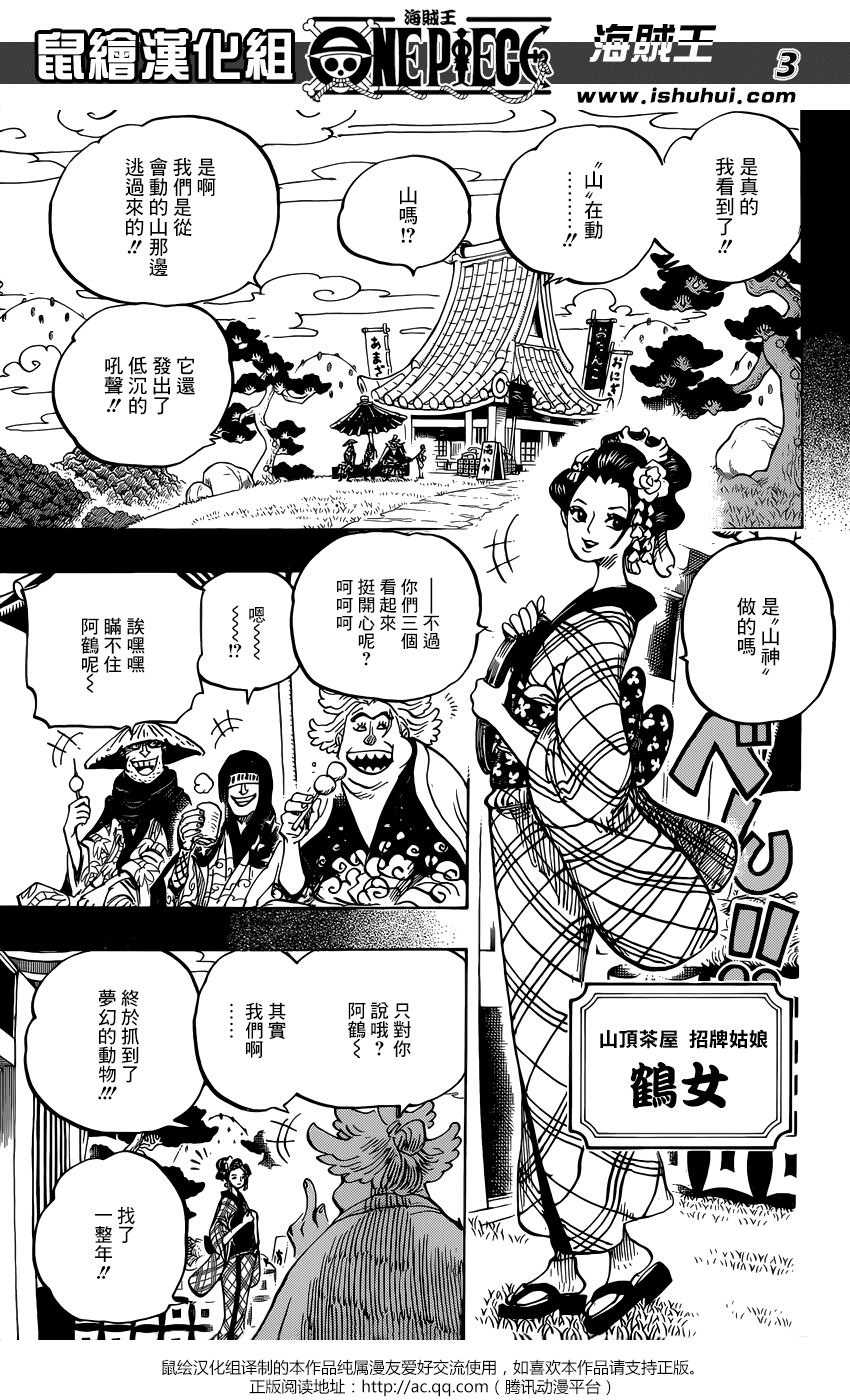 鼠繪漢化組
海賊王
ONE PIECE
海賊王
3
www.ishuhui.com
是真的
我看到了!!
〝山〞在動
………!!
山嗎!?
是啊
我們是從
會動的山那邊
逃過來的!!
它還
發出了
低沉的
吼聲!!
あまざ
おにぎ
是〝山神〞
做的嗎
——不過
你們三個
看起來
挺開心呢?
呵呵呵
嗯~~
~~~!?
誒嘿嘿
瞞不住
阿鶴呢~
べん!!
山頂茶屋 招牌姑娘
鶴女
只對你
說哦?
阿鶴~
其實
我們啊
……
終於抓到了
夢幻的動物!!!
找了
一整年!!
鼠绘汉化组译制的本作品纯属漫友爱好交流使用，如喜欢本作品请支持正版。
正版阅读地址：http://ac.qq.com（腾讯动漫平台）